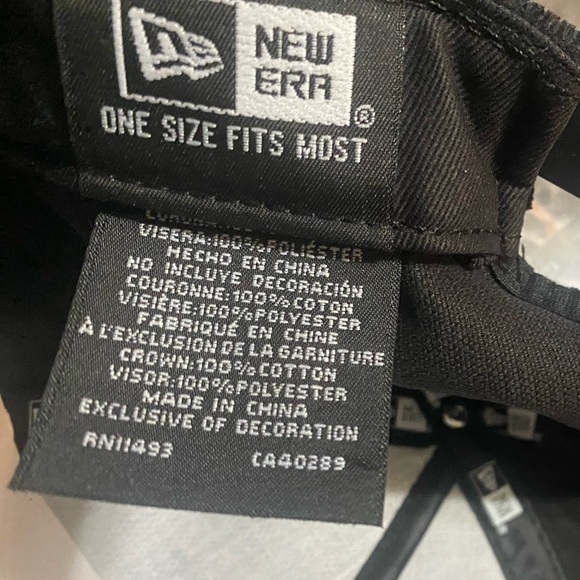 NEW
ERA
®
ONE SIZE FITS MOST
VISERA:100%POLIÉSTER
HECHO EN CHINA
NO INCLUYE DECORACIÓN
COURONNE:100%COTON
VISIÈRE:100%POLYESTER
FABRIQUÉ EN CHINE
À L'EXCLUSION DE LA GARNITURE
CROWN:100%COTTON
VISOR:100%POLYESTER
MADE IN CHINA
EXCLUSIVE OF DECORATION
RN11493 CA40289